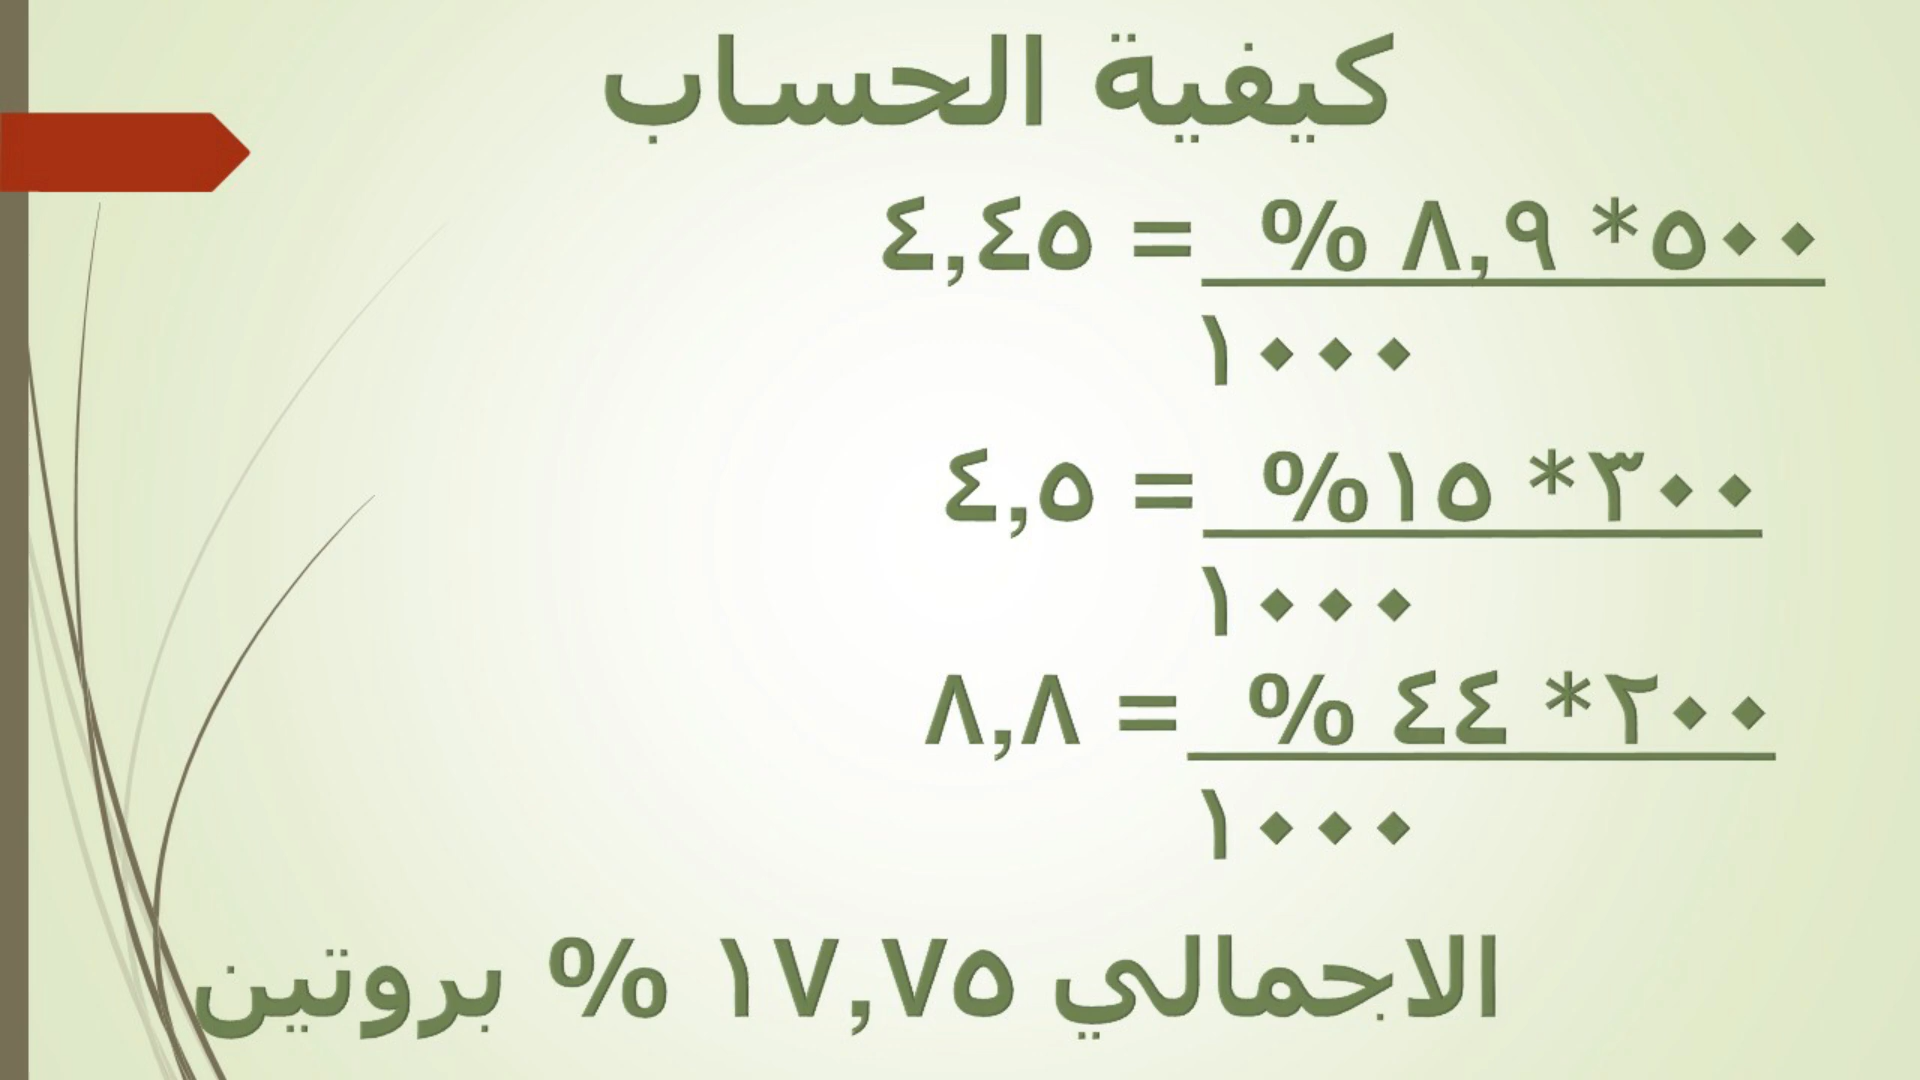 كيفية الحساب
٥٠٠* ٨,٩ % = ٤,٤٥
١٠٠٠
٣٠٠* ١٥% = ٤,٥
١٠٠٠
٢٠٠* ٤٤ % = ٨,٨
١٠٠٠
الاجمالي ١٧,٧٥ % بروتين